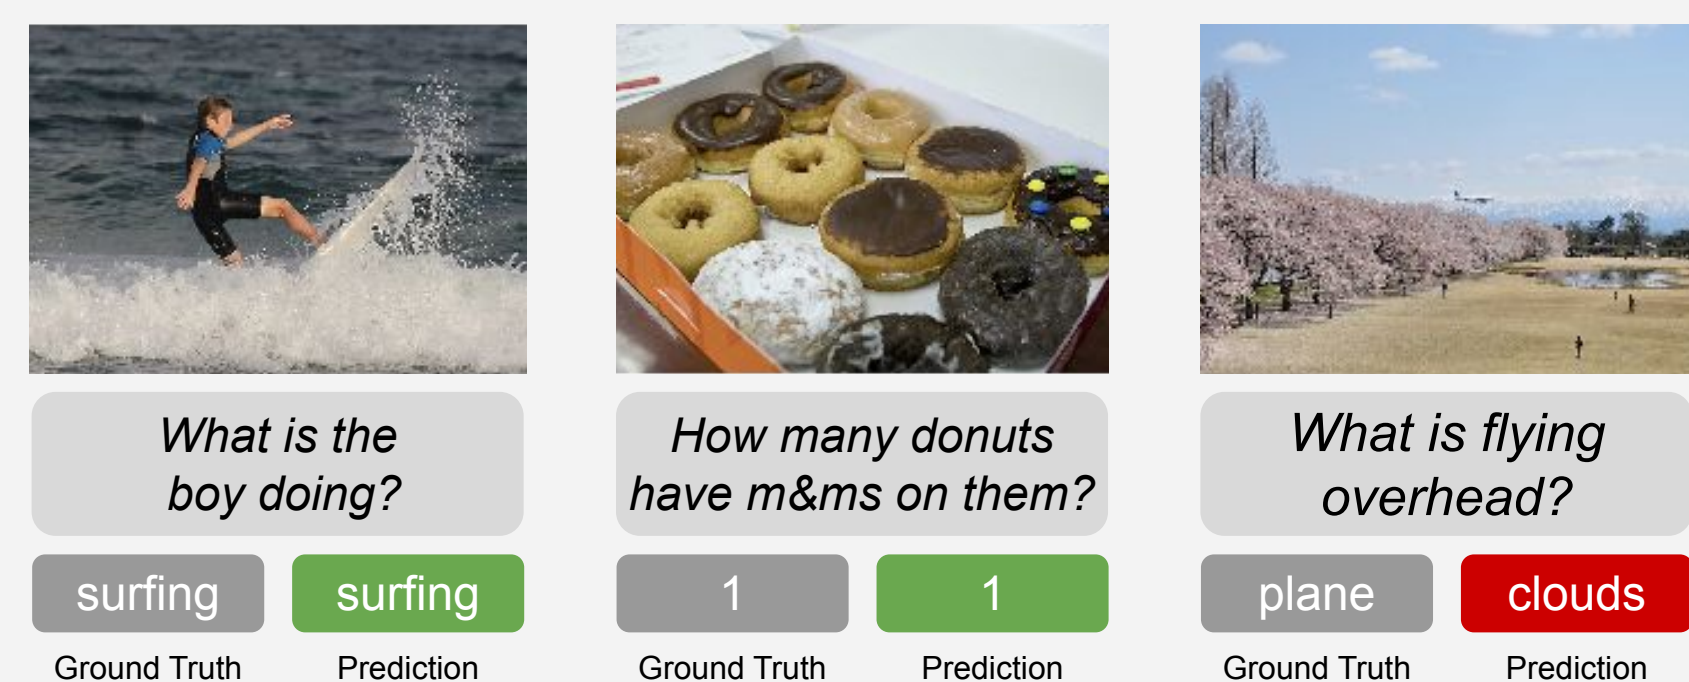 What is the
boy doing?
surfing
surfing
Ground Truth
Prediction
How many donuts
have m&ms on them?
1
1
Ground Truth
Prediction
What is flying
overhead?
plane
clouds
Ground Truth
Prediction